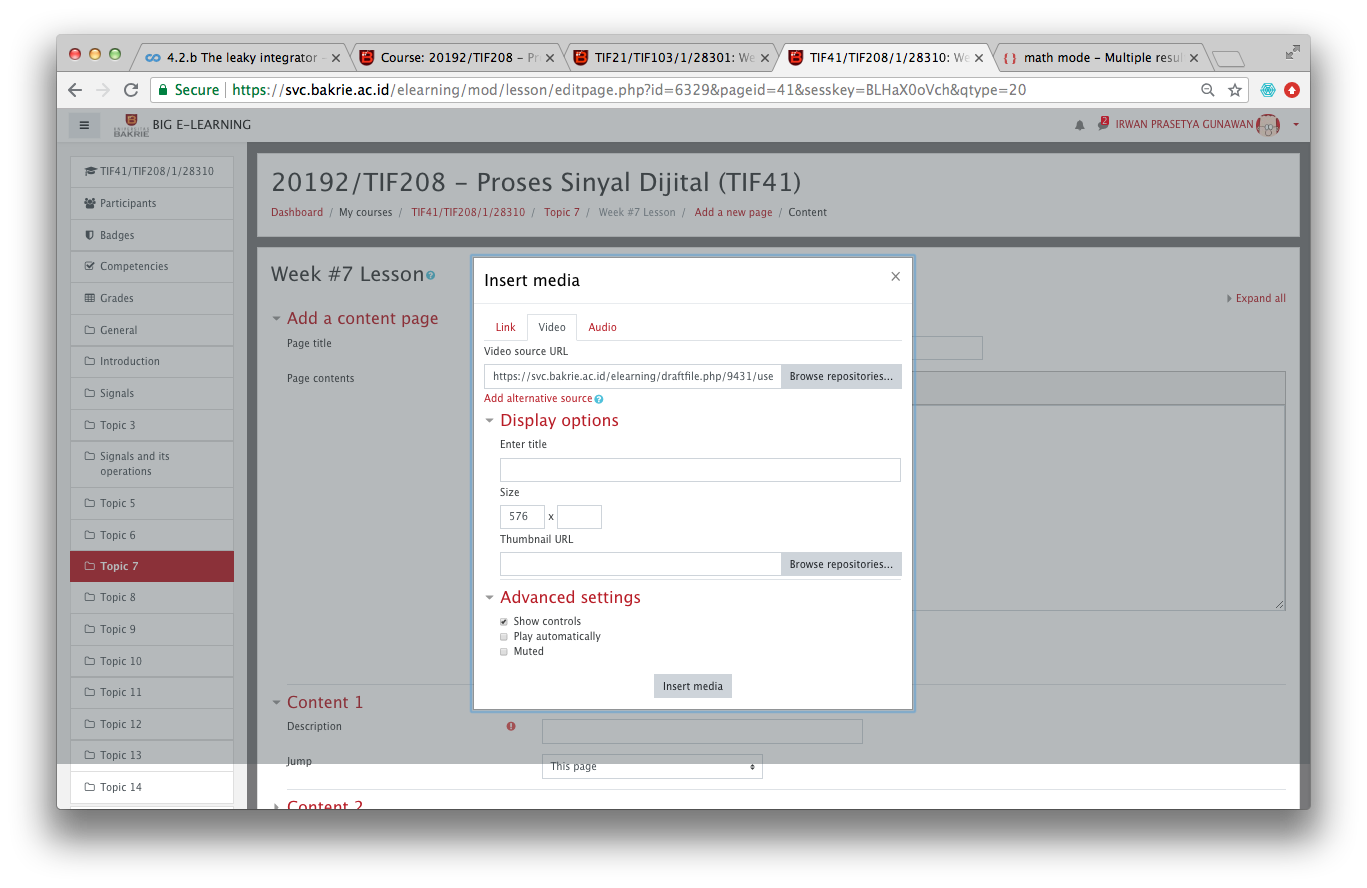 4.2.b The leaky integrator -
Course: 20192/TIF208 – Pr
TIF21/TIF103/1/28301: We
TIF41/TIF208/1/28310: We
{ } math mode – Multiple resul
Secure https://svc.bakrie.ac.id/elearning/mod/lesson/editpage.php?id=6329&pageid=41&sesskey=BLHaX0oVch&qtype=20
BAKRIE
BIG E-LEARNING
2
IRWAN PRASETYA GUNAWAN
TIF41/TIF208/1/28310
Participants
Badges
Competencies
Grades
General
Introduction
Signals
Topic 3
Signals and its
operations
Topic 5
Topic 6
Topic 7
Topic 8
Topic 9
Topic 10
Topic 11
Topic 12
Topic 13
Topic 14
20192/TIF208 – Proses Sinyal Dijital (TIF41)
Dashboard / My courses / TIF41/TIF208/1/28310 / Topic 7 / Week #7 Lesson / Add a new page / Content
Week #7 Lesson
Expand all
Add a content page
Page title
Page contents
Insert media
Link Video Audio
Video source URL
https://svc.bakrie.ac.id/elearning/draftfile.php/9431/use Browse repositories...
Add alternative source
Display options
Enter title
Size
576 x
Thumbnail URL
Browse repositories...
Advanced settings
Show controls
Play automatically
Muted
Insert media
Content 1
Description
Jump This page
Content 2